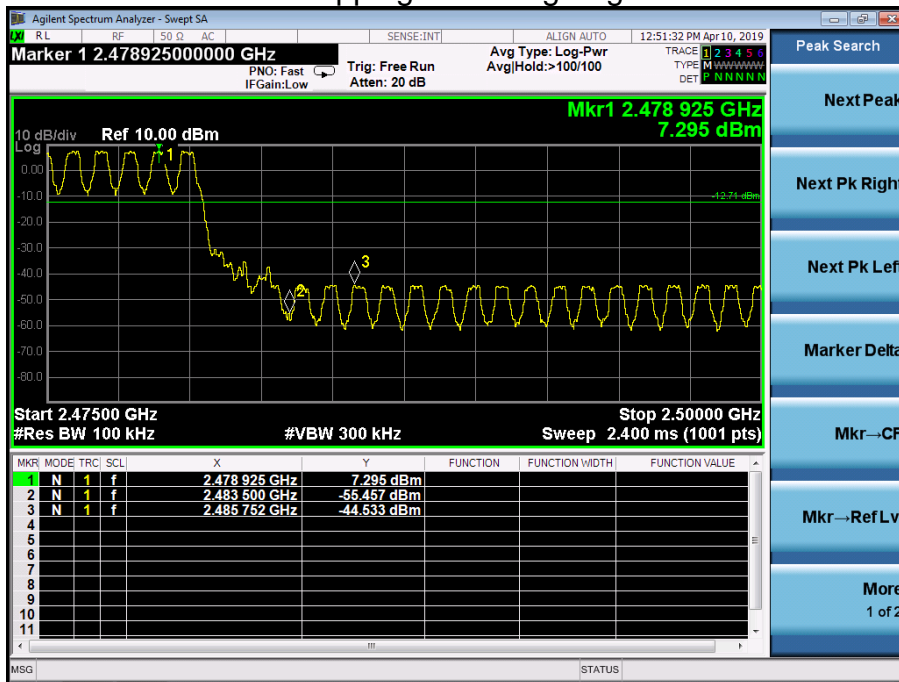 Agilent Spectrum Analyzer - Swept SA
LXI RL RF 50 Ω AC SENSE:INT ALIGN AUTO 12:51:32 PM Apr 10, 2019
Marker 1 2.478925000000 GHz
PNO: Fast
IFGain:Low
Trig: Free Run
Atten: 20 dB
Avg Type: Log-Pwr
Avg|Hold:>100/100
TRACE 1 2 3 4 5 6
TYPE M W W W W W
DET P N N N N N
Peak Search
Mkr1 2.478 925 GHz
7.295 dBm
10 dB/div Ref 10.00 dBm
Log
0.00
-10.0
-20.0
-30.0
-40.0
-50.0
-60.0
-70.0
-80.0
1
2
3
-12.71 dBm
Start 2.47500 GHz
Stop 2.50000 GHz
#Res BW 100 kHz
#VBW 300 kHz
Sweep 2.400 ms (1001 pts)
MKR MODE TRC SCL X Y FUNCTION FUNCTION WIDTH FUNCTION VALUE
1 N 1 f 2.478 925 GHz 7.295 dBm
2 N 1 f 2.483 500 GHz -55.457 dBm
3 N 1 f 2.485 752 GHz -44.533 dBm
4
5
6
7
8
9
10
11
MSG
STATUS
Next Peak
Next Pk Right
Next Pk Left
Marker Delta
Mkr→CF
Mkr→Ref Lv
More
1 of 2